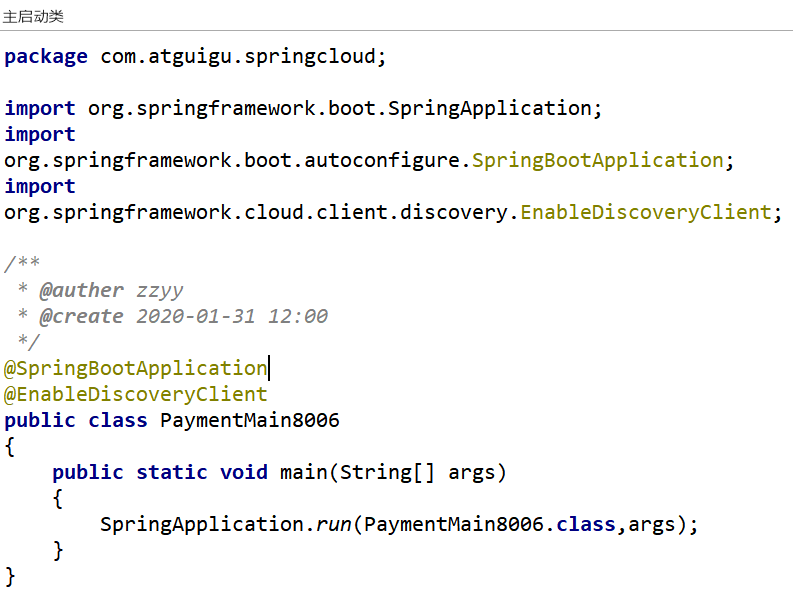 主启动类
package com.atguigu.springcloud;
import org.springframework.boot.SpringApplication;
import
org.springframework.boot.autoconfigure.SpringBootApplication;
import
org.springframework.cloud.client.discovery.EnableDiscoveryClient;
/**
 * @auther zzyy
 * @create 2020-01-31 12:00
 */
@SpringBootApplication
@EnableDiscoveryClient
public class PaymentMain8006
{
    public static void main(String[] args)
    {
        SpringApplication.run(PaymentMain8006.class,args);
    }
}